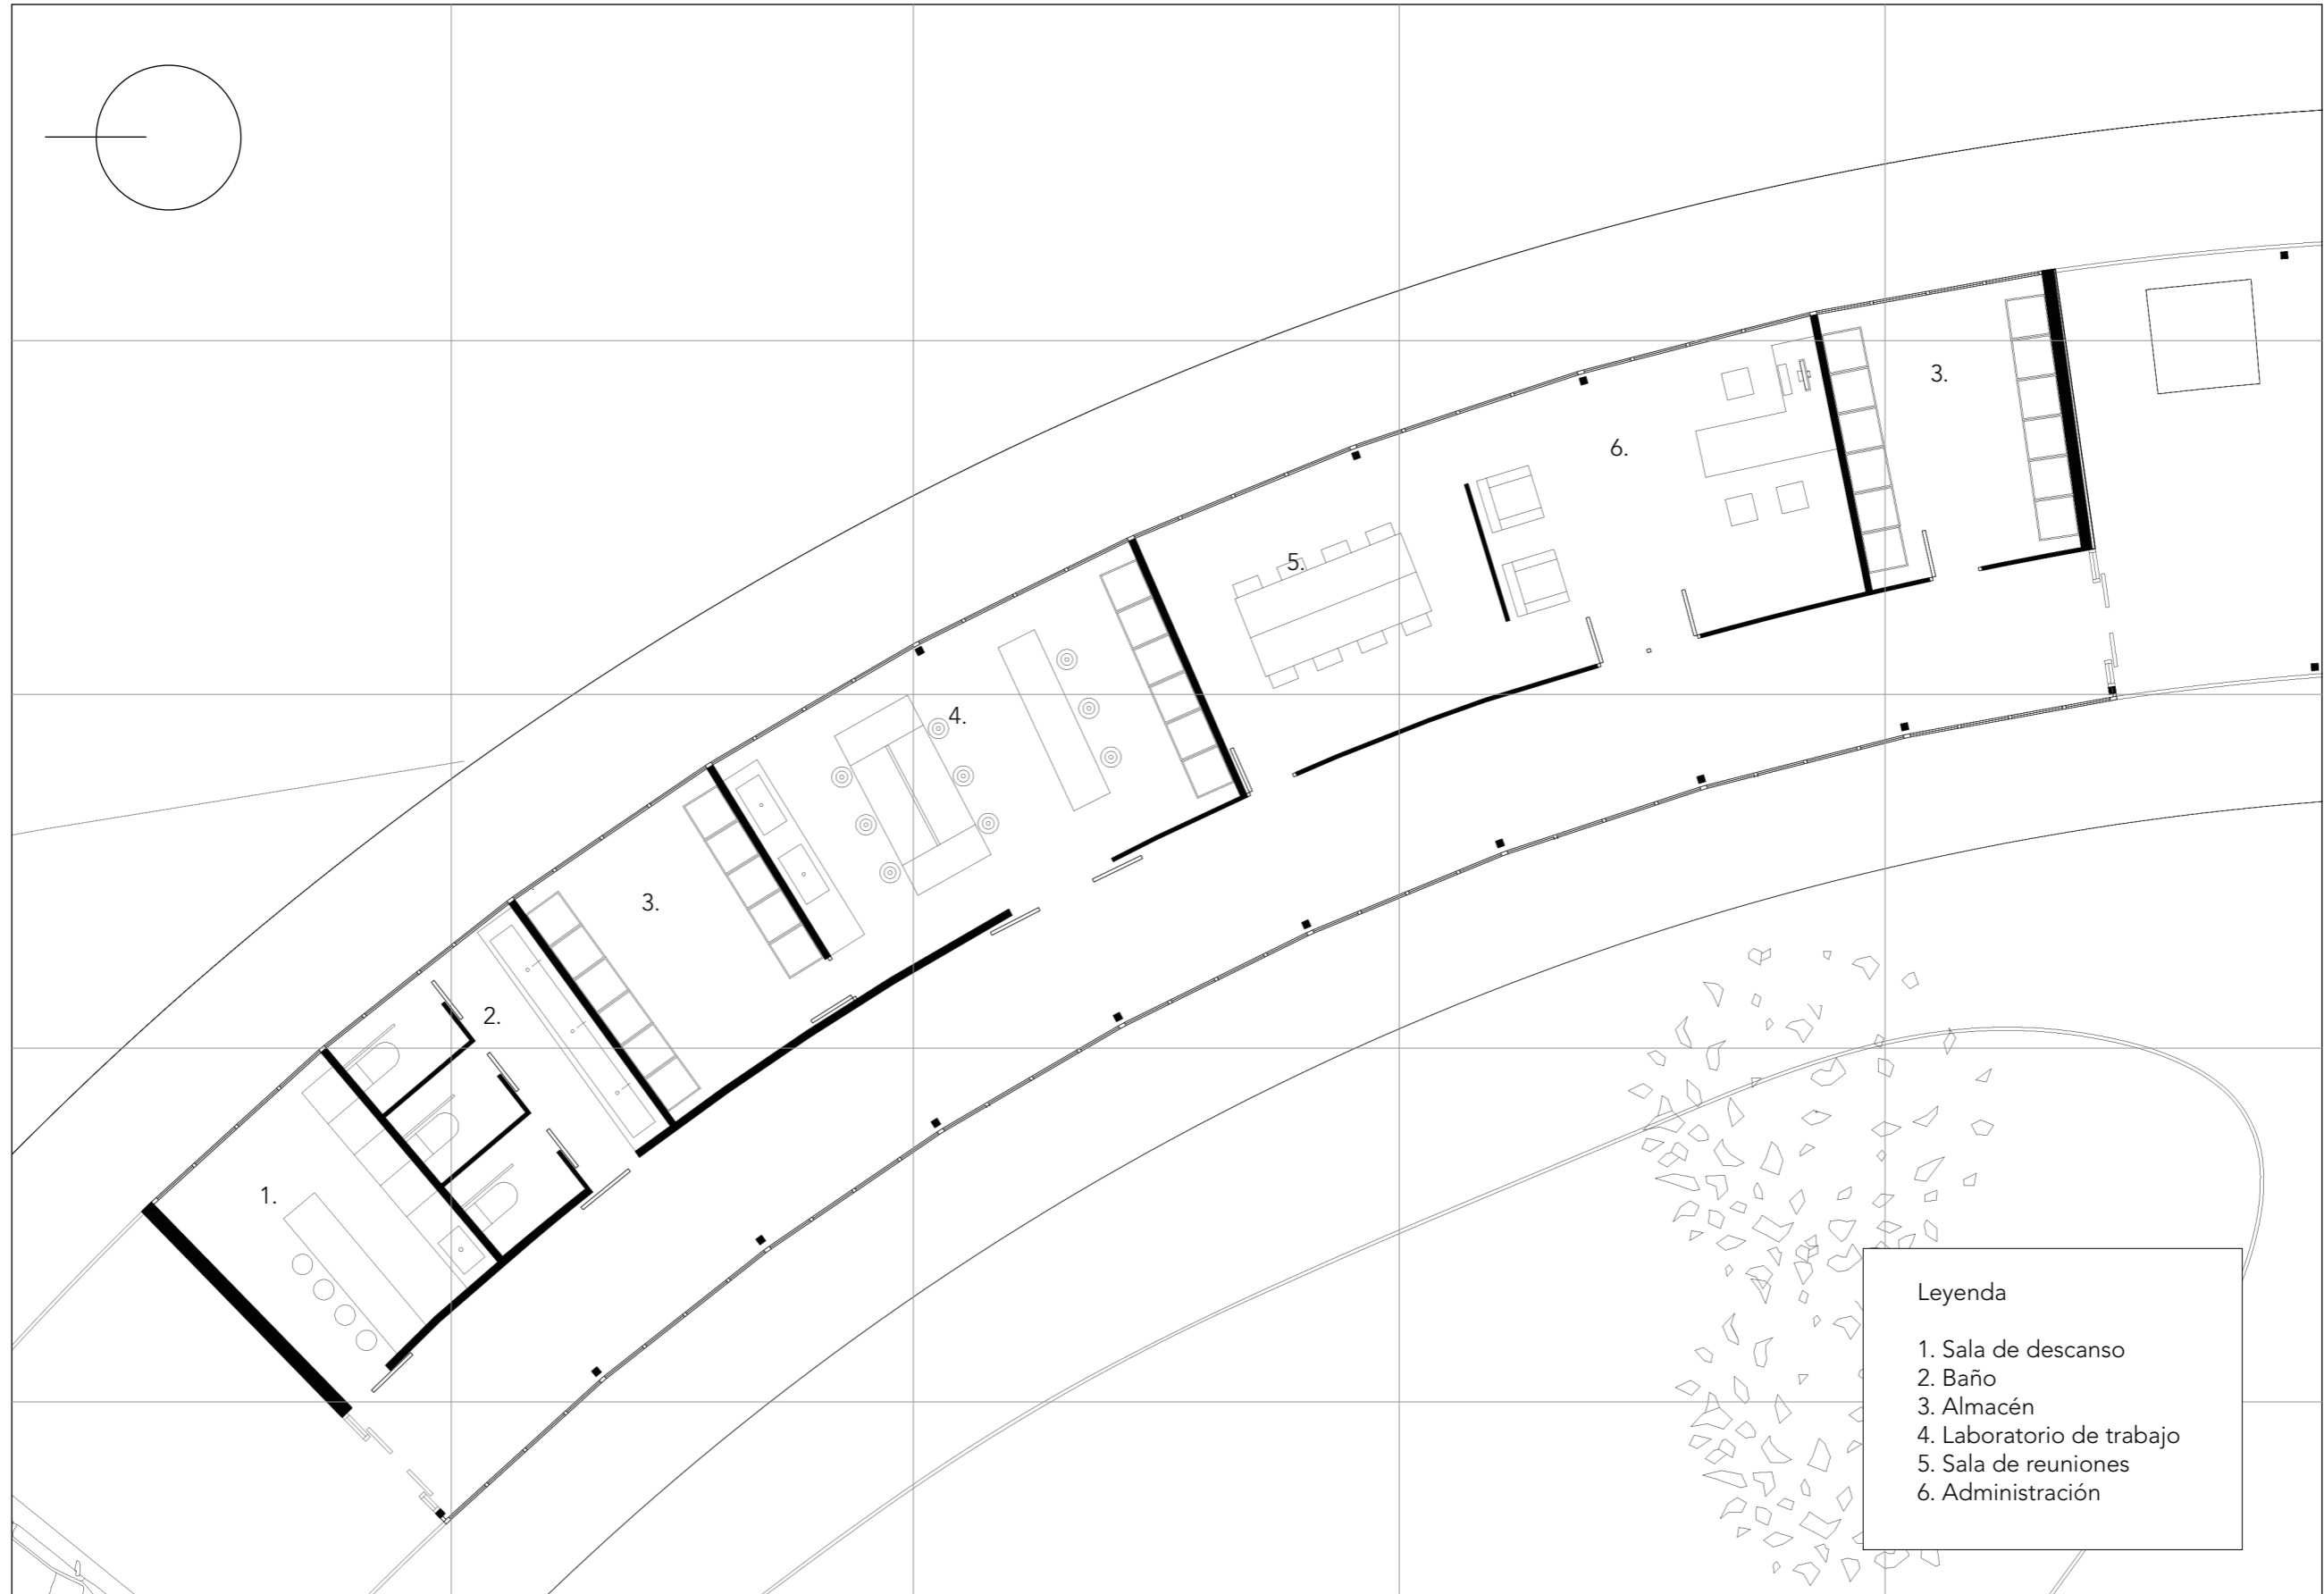 3.
6.
5.
4.
3.
2.
1.
Leyenda
1. Sala de descanso
2. Baño
3. Almacén
4. Laboratorio de trabajo
5. Sala de reuniones
6. Administración